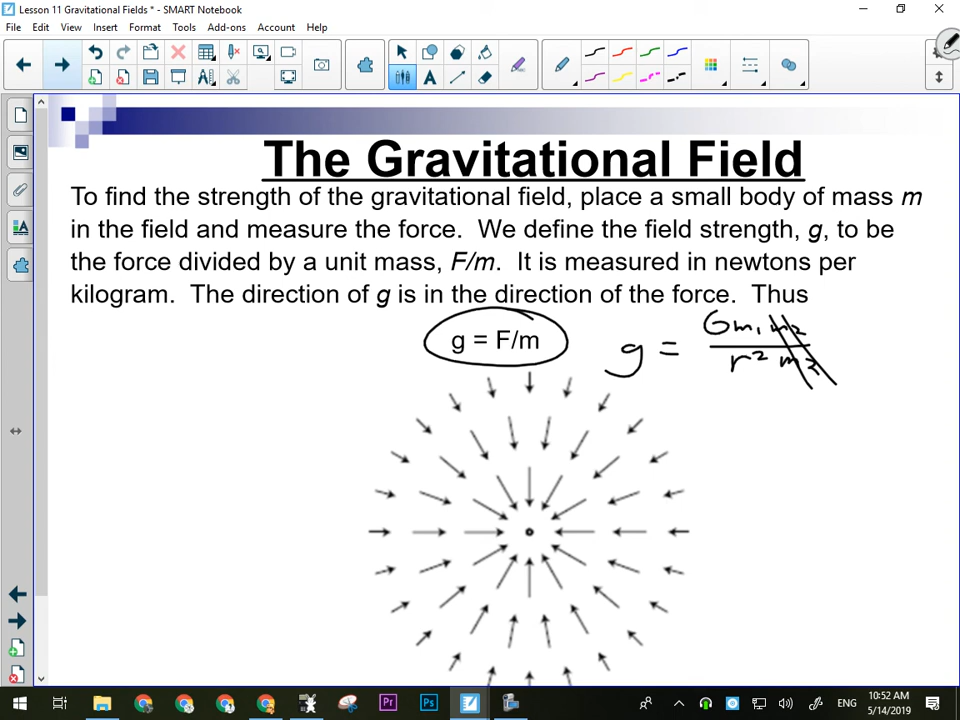 Lesson 11 Gravitational Fields * - SMART Notebook
File Edit View Insert Format Tools Add-ons Account Help
The Gravitational Field
To find the strength of the gravitational field, place a small body of mass m
in the field and measure the force. We define the field strength, g, to be
the force divided by a unit mass, F/m. It is measured in newtons per
kilogram. The direction of g is in the direction of the force. Thus
g = F/m
g = Gm₁m₂
r² m₂
Pr Ps
ENG
10:52 AM
5/14/2019